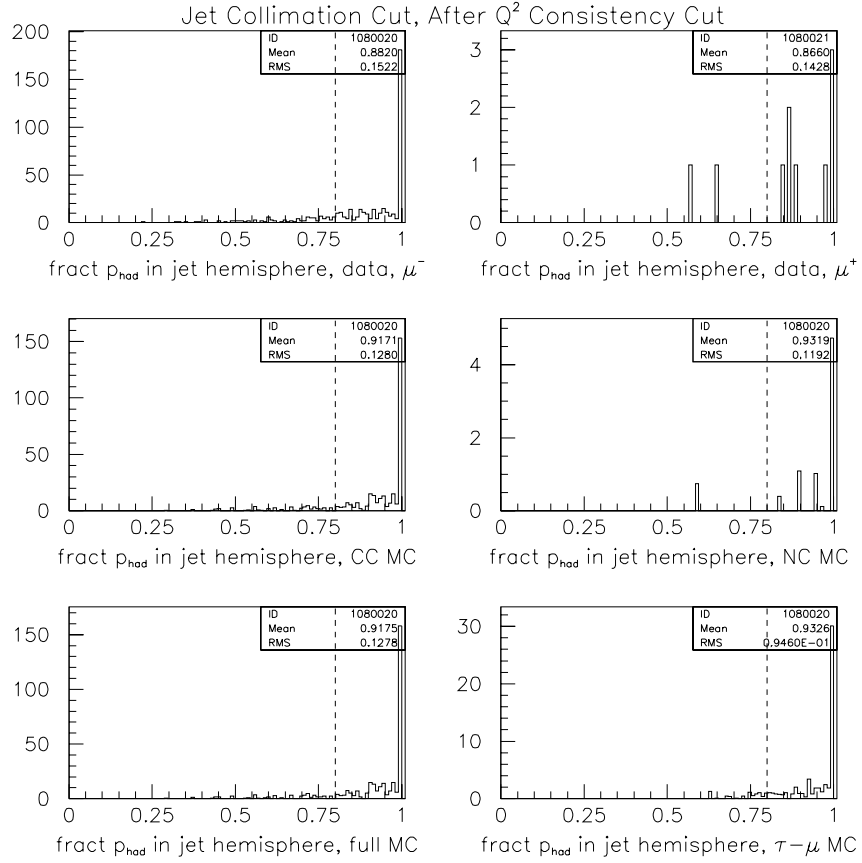 Jet Collimation Cut, After Q² Consistency Cut
ID 1080020
Mean 0.8820
RMS 0.1522
200
150
100
50
0
0 0.25 0.5 0.75 1
fract p_had in jet hemisphere, data, μ⁻
ID 1080021
Mean 0.8660
RMS 0.1428
3
2
1
0
0 0.25 0.5 0.75 1
fract p_had in jet hemisphere, data, μ⁺
ID 1080020
Mean 0.9171
RMS 0.1280
150
100
50
0
0 0.25 0.5 0.75 1
fract p_had in jet hemisphere, CC MC
ID 1080020
Mean 0.9319
RMS 0.1192
4
2
0
0 0.25 0.5 0.75 1
fract p_had in jet hemisphere, NC MC
ID 1080020
Mean 0.9175
RMS 0.1278
150
100
50
0
0 0.25 0.5 0.75 1
fract p_had in jet hemisphere, full MC
ID 1080020
Mean 0.9326
RMS 0.9460E-01
30
20
10
0
0 0.25 0.5 0.75 1
fract p_had in jet hemisphere, τ−μ MC